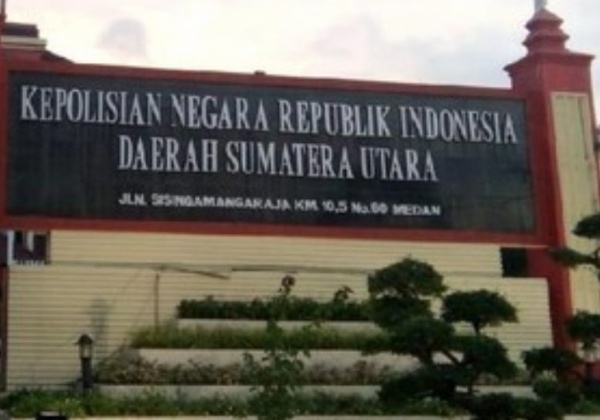 KEPOLISIAN NEGARA REPUBLIK INDONESIA
DAERAH SUMATERA UTARA
JLN. SISINGAMANGARAJA KM. 10,5 No.60 MEDAN